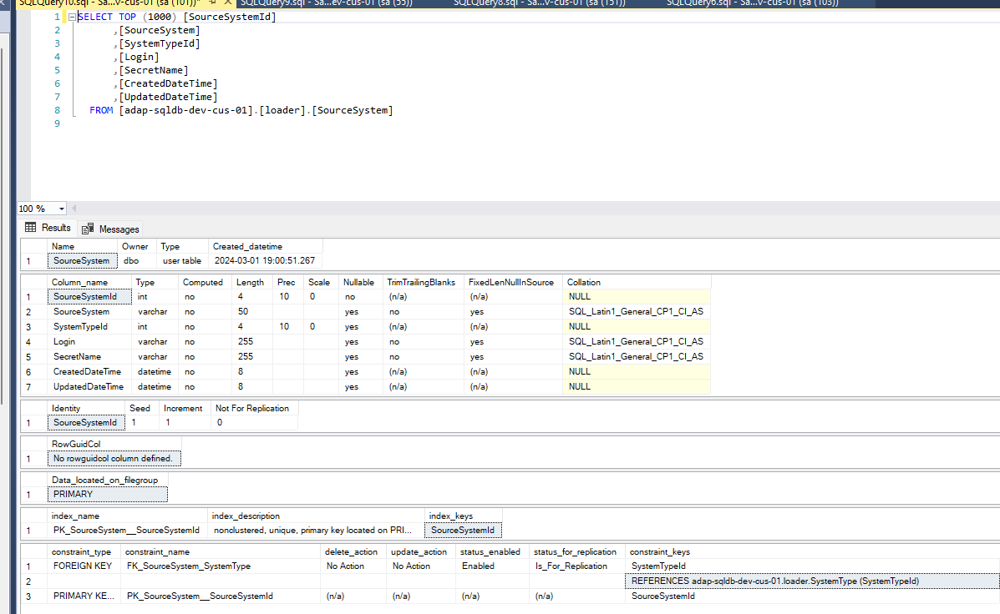 SQLQuery10.sql - Sa...v-cus-01 (sa (101))* SQLQuery9.sql - Sa...ev-cus-01 (sa (55)) SQLQuery8.sql - Sa...v-cus-01 (sa (151)) SQLQuery6.sql - Sa...v-cus-01 (sa (103))
1 SELECT TOP (1000) [SourceSystemId]
2 ,[SourceSystem]
3 ,[SystemTypeId]
4 ,[Login]
5 ,[SecretName]
6 ,[CreatedDateTime]
7 ,[UpdatedDateTime]
8 FROM [adap-sqldb-dev-cus-01].[loader].[SourceSystem]
9
100 %
Results Messages
Name Owner Type Created_datetime
1 SourceSystem dbo user table 2024-03-01 19:00:51.267
Column_name Type Computed Length Prec Scale Nullable TrimTrailingBlanks FixedLenNullInSource Collation
1 SourceSystemId int no 4 10 0 no (n/a) (n/a) NULL
2 SourceSystem varchar no 50 yes no yes SQL_Latin1_General_CP1_CI_AS
3 SystemTypeId int no 4 10 0 yes (n/a) (n/a) NULL
4 Login varchar no 255 yes no yes SQL_Latin1_General_CP1_CI_AS
5 SecretName varchar no 255 yes no yes SQL_Latin1_General_CP1_CI_AS
6 CreatedDateTime datetime no 8 yes (n/a) (n/a) NULL
7 UpdatedDateTime datetime no 8 yes (n/a) (n/a) NULL
Identity Seed Increment Not For Replication
1 SourceSystemId 1 1 0
RowGuidCol
1 No rowguidcol column defined.
Data_located_on_filegroup
1 PRIMARY
index_name index_description index_keys
1 PK_SourceSystem__SourceSystemId nonclustered, unique, primary key located on PRI... SourceSystemId
constraint_type constraint_name delete_action update_action status_enabled status_for_replication constraint_keys
1 FOREIGN KEY FK_SourceSystem_SystemType No Action No Action Enabled Is_For_Replication SystemTypeId
2 REFERENCES adap-sqldb-dev-cus-01.loader.SystemType (SystemTypeId)
3 PRIMARY KE... PK_SourceSystem__SourceSystemId (n/a) (n/a) (n/a) (n/a) SourceSystemId